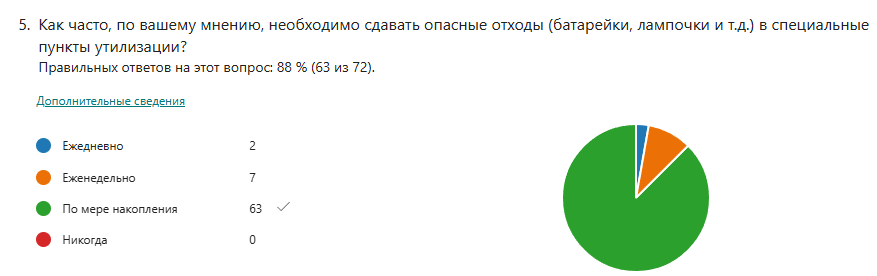 5. Как часто, по вашему мнению, необходимо сдавать опасные отходы (батарейки, лампочки и т.д.) в специальные
пункты утилизации?
Правильных ответов на этот вопрос: 88 % (63 из 72).
Дополнительные сведения
Ежедневно 2
Еженедельно 7
По мере накопления 63
Никогда 0